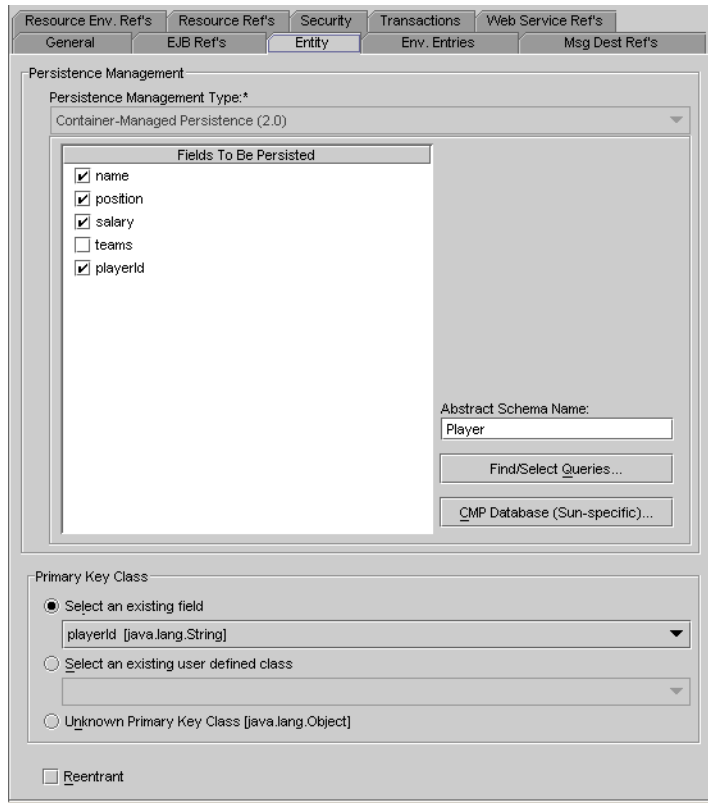 Resource Env. Ref's Resource Ref's Security Transactions Web Service Ref's
General EJB Ref's Entity Env. Entries Msg Dest Ref's
Persistence Management
Persistence Management Type:*
Container-Managed Persistence (2.0)
Fields To Be Persisted
name
position
salary
teams
playerId
Abstract Schema Name:
Player
Find/Select Queries...
CMP Database (Sun-specific)...
Primary Key Class
Select an existing field
playerId [java.lang.String]
Select an existing user defined class
Unknown Primary Key Class [java.lang.Object]
Reentrant